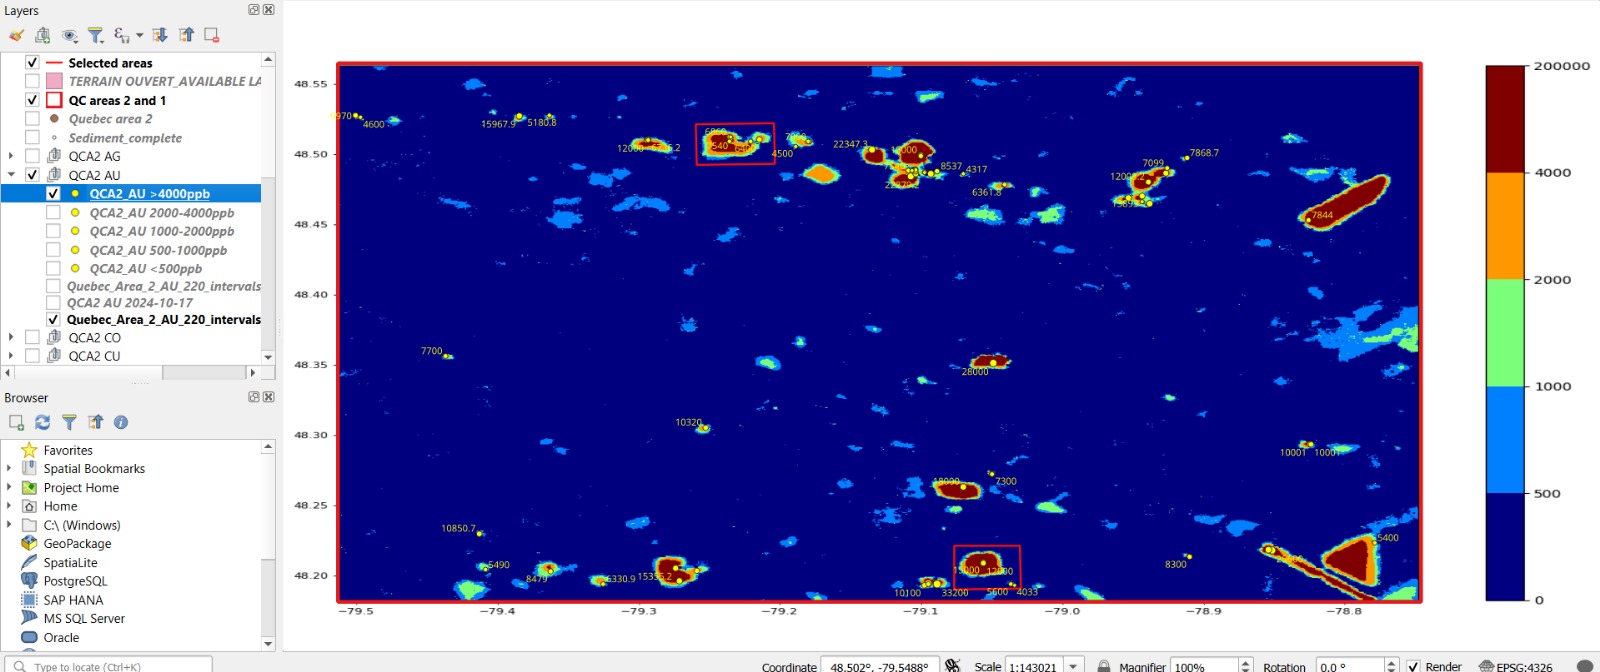 Layers
Selected areas
TERRAIN OUVERT_AVAILABLE LA
QC areas 2 and 1
Quebec area 2
Sediment_complete
QCA2 AG
QCA2 AU
QCA2_AU >4000ppb
QCA2_AU 2000-4000ppb
QCA2_AU 1000-2000ppb
QCA2_AU 500-1000ppb
QCA2_AU <500ppb
Quebec_Area_2_AU_220_intervals
QCA2 AU 2024-10-17
Quebec_Area_2_AU_220_intervals
QCA2 CO
QCA2 CU
Browser
Favorites
Spatial Bookmarks
Project Home
Home
C:\ (Windows)
GeoPackage
SpatiaLite
PostgreSQL
SAP HANA
MS SQL Server
Oracle
Type to locate (Ctrl+K)
48.55
48.50
48.45
48.40
48.35
48.30
48.25
48.20
4600
15967.9 5180.8
4500
22347.3
8537 4317
6361.8
7099
7868.7
7844
7700
28000
10320
10001 10001
18000
7300
10850.7
5490
8479
6330.9
15335.2
15000 12000
10100 33200 5600 4033
8300
5400
−79.5 −79.4 −79.3 −79.2 −79.1 −79.0 −78.9 −78.8
200000
4000
2000
1000
500
0
Coordinate 48.502°, -79.5488° Scale 1:143021 Magnifier 100% Rotation 0.0 ° Render EPSG:4326